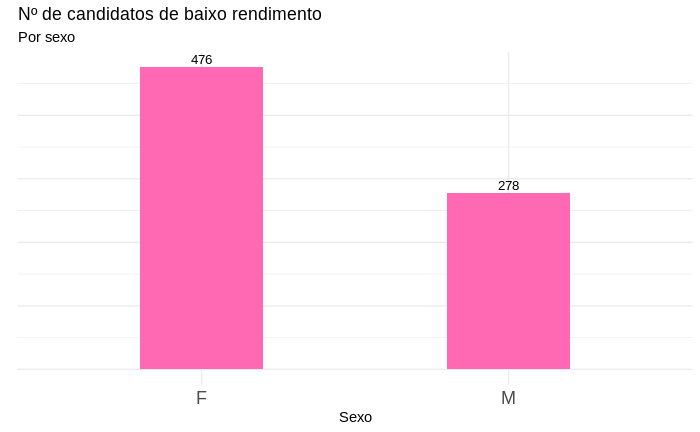 Nº de candidatos de baixo rendimento
Por sexo
476
278
F
M
Sexo